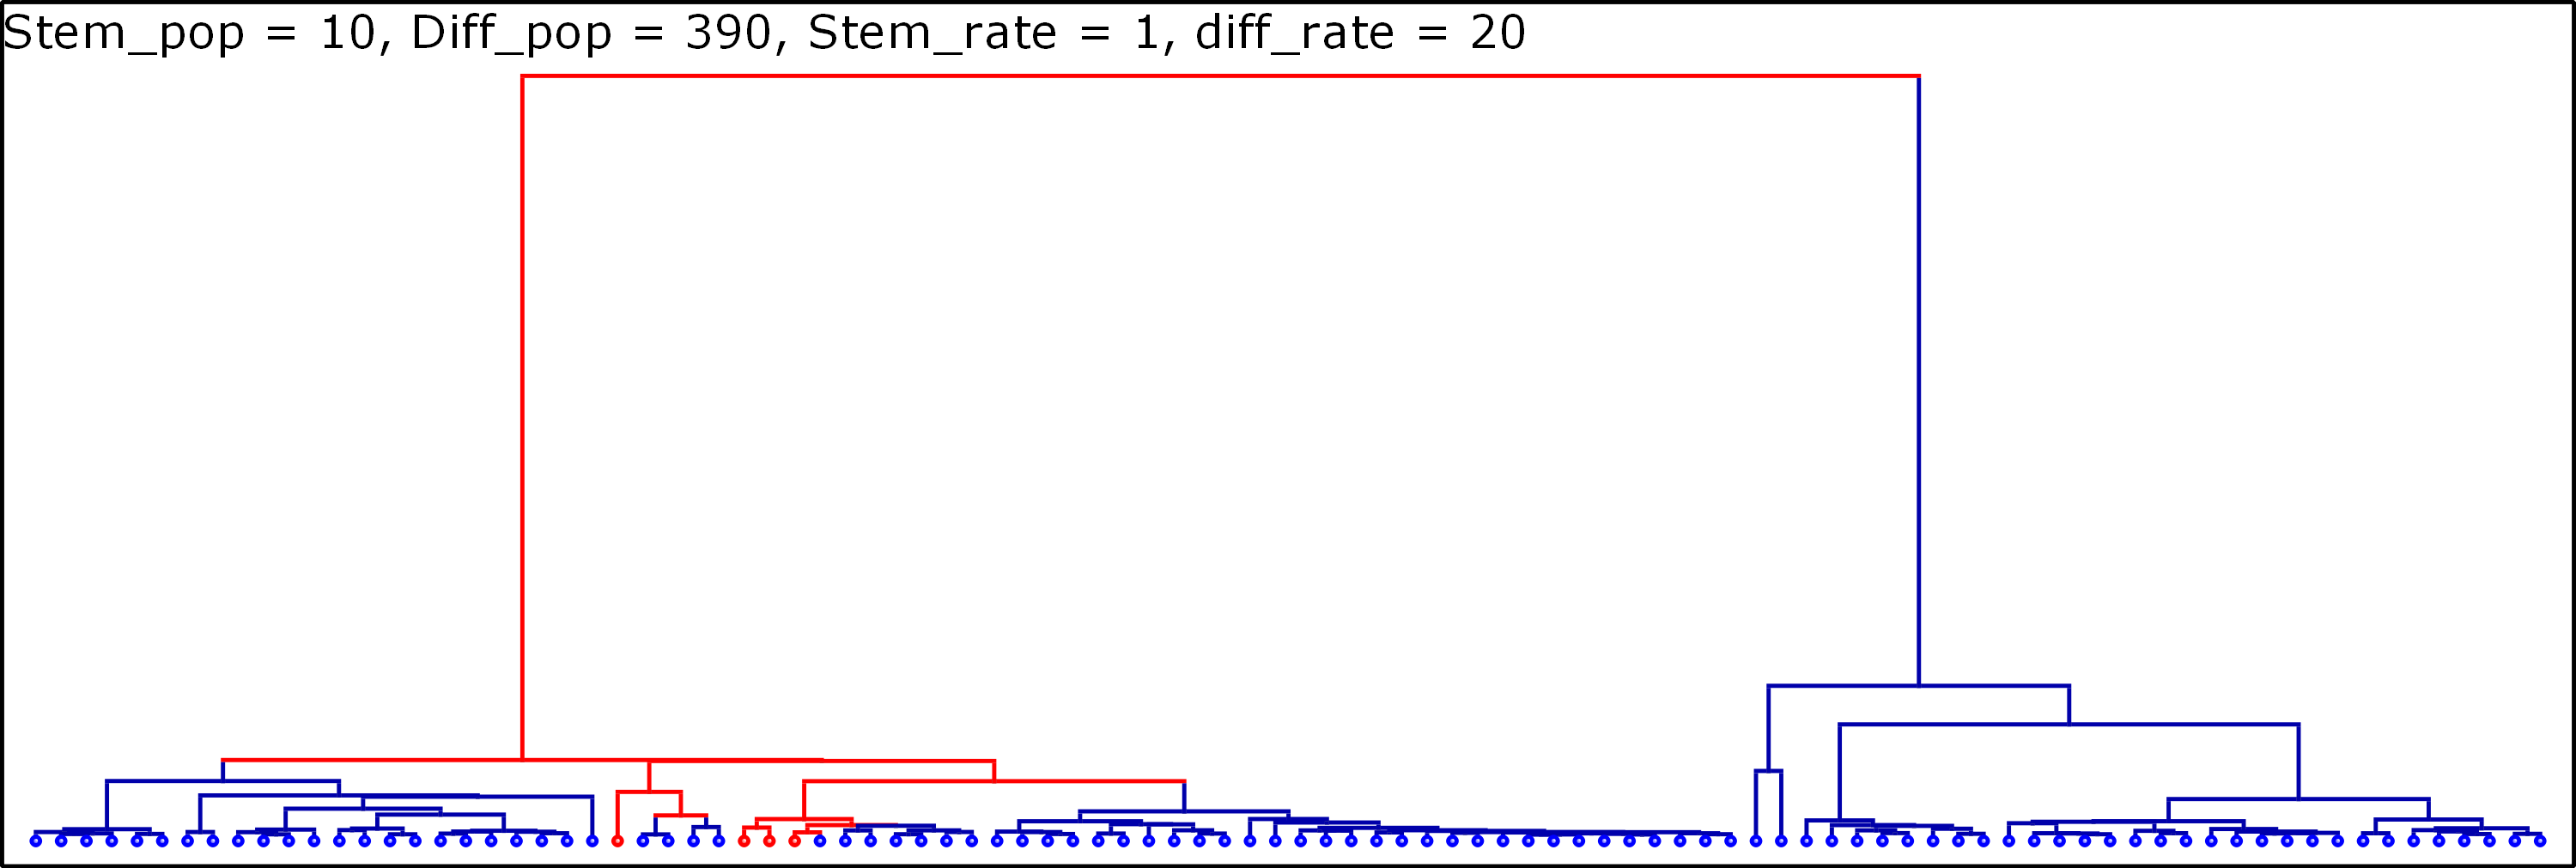 Stem_pop = 10, Diff_pop = 390, Stem_rate = 1, diff_rate = 20